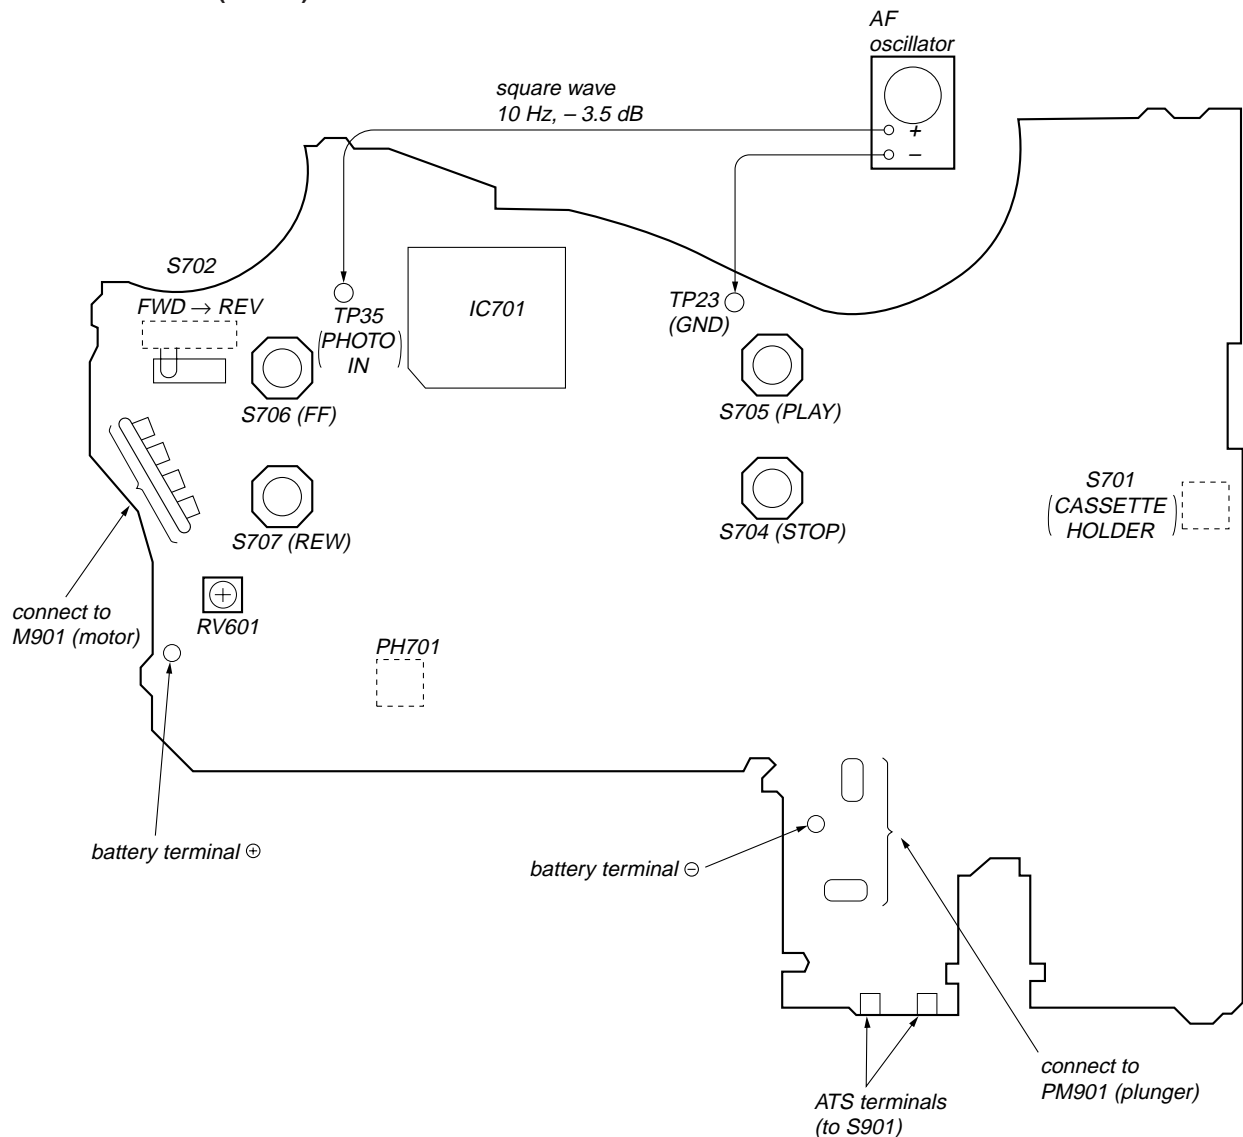 AF
oscillator
square wave
10 Hz, – 3.5 dB
+
–
S702
FWD → REV
TP35
(PHOTO
IN)
IC701
TP23
(GND)
S706 (FF)
S705 (PLAY)
S707 (REW)
S704 (STOP)
S701
(CASSETTE
HOLDER)
connect to
M901 (motor)
RV601
PH701
battery terminal ⊕
battery terminal ⊖
connect to
PM901 (plunger)
ATS terminals
(to S901)